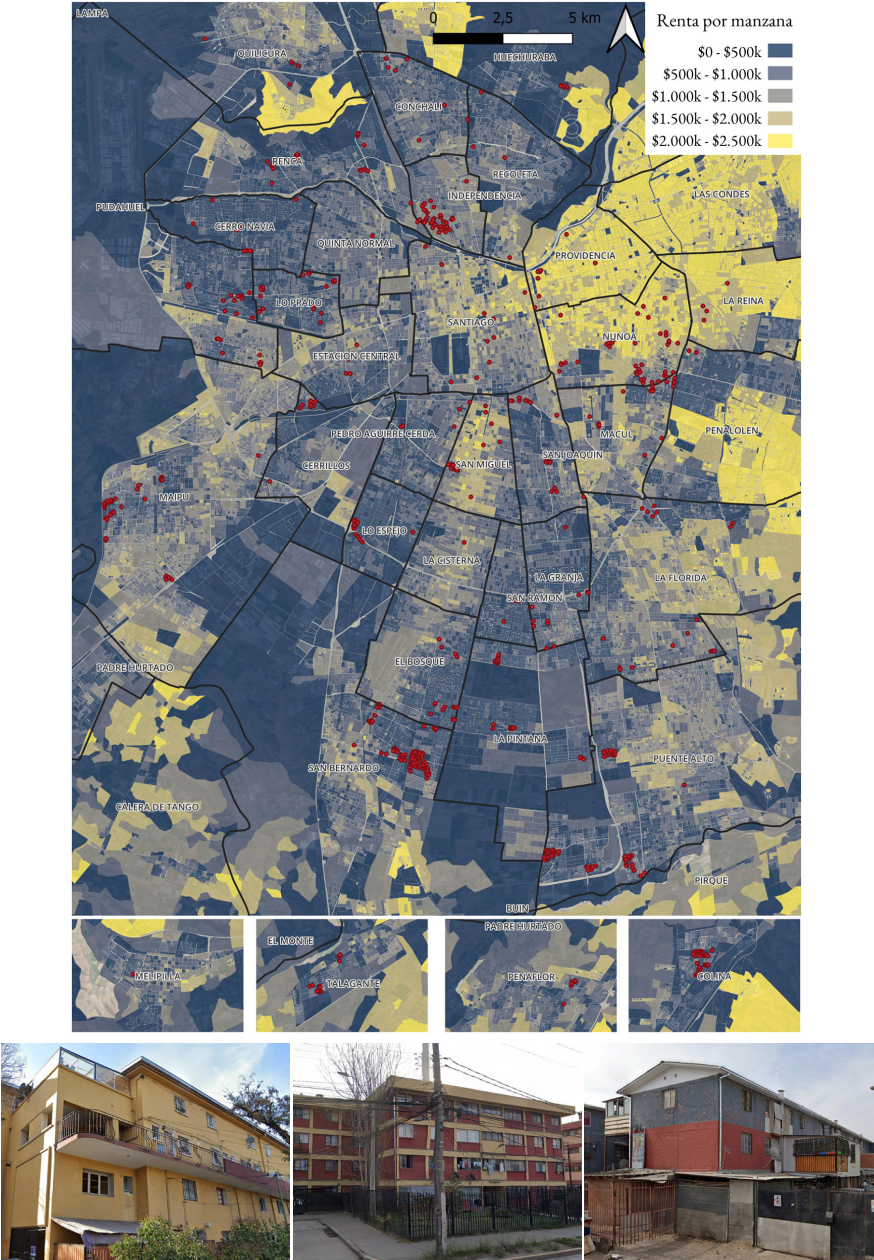 LAMPA
0 2,5 5 km
Renta por manzana
$0 - $500k
$500k - $1.000k
$1.000k - $1.500k
$1.500k - $2.000k
$2.000k - $2.500k
QUILICURA
HUECHURABA
CONCHALI
RENCA
RECOLETA
INDEPENDENCIA
LAS CONDES
PUDAHUEL
CERRO NAVIA
QUINTA NORMAL
PROVIDENCIA
LO PRADO
LA REINA
SANTIAGO
NUNOA
ESTACION CENTRAL
PEDRO AGUIRRE CERDA
MACUL
PENALOLEN
CERRILLOS
SAN MIGUEL
SAN JOAQUIN
MAIPU
LO ESPEJO
LA CISTERNA
LA GRANJA
LA FLORIDA
SAN RAMON
PADRE HURTADO
EL BOSQUE
LA PINTANA
SAN BERNARDO
PUENTE ALTO
CALERA DE TANGO
PIRQUE
BUIN
MELIPILLA
EL MONTE
TALAGANTE
PADRE HURTADO
PENAFLOR
COLINA